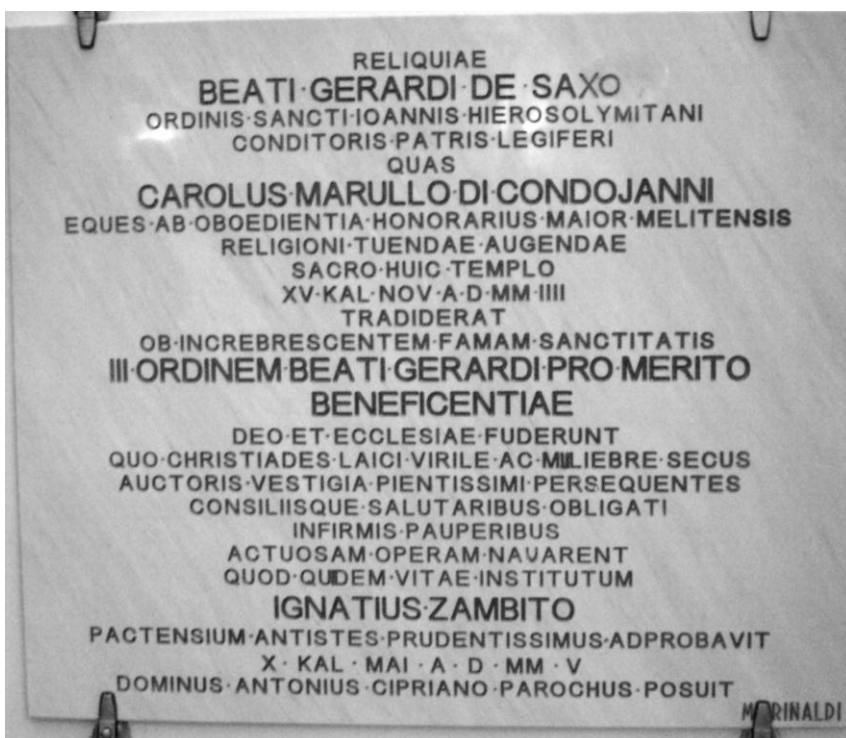 RELIQUIAE
BEATI·GERARDI·DE·SAXO
ORDINIS·SANCTI·IOANNIS·HIEROSOLYMITANI
CONDITORIS·PATRIS·LEGIFERI
QUAS
CAROLUS·MARULLO·DI·CONDOJANNI
EQUES·AB·OBOEDIENTIA·HONORARIUS·MAIOR·MELITENSIS
RELIGIONI·TUENDAE·AUGENDAE
SACRO·HUIC·TEMPLO
XV·KAL·NOV·A·D·MM·IIII
TRADIDERAT
OB·INCREBRESCENTEM·FAMAM·SANCTITATIS
III·ORDINEM·BEATI·GERARDI·PRO·MERITO
BENEFICENTIAE
DEO·ET·ECCLESIAE·FUDERUNT
QUO·CHRISTIADES·LAICI·VIRILE·AC·MULIEBRE·SECUS
AUCTORIS·VESTIGIA·PIENTISSIMI·PERSEQUENTES
CONSILIISQUE·SALUTARIBUS·OBLIGATI
INFIRMIS·PAUPERIBUS
ACTUOSAM·OPERAM·NAVARENT
QUOD·QUIDEM·VITAE·INSTITUTUM
IGNATIUS·ZAMBITO
PACTENSIUM·ANTISTES·PRUDENTISSIMUS·ADPROBAVIT
X·KAL·MAI·A·D·MM·V
DOMINUS·ANTONIUS·CIPRIANO·PAROCHUS·POSUIT